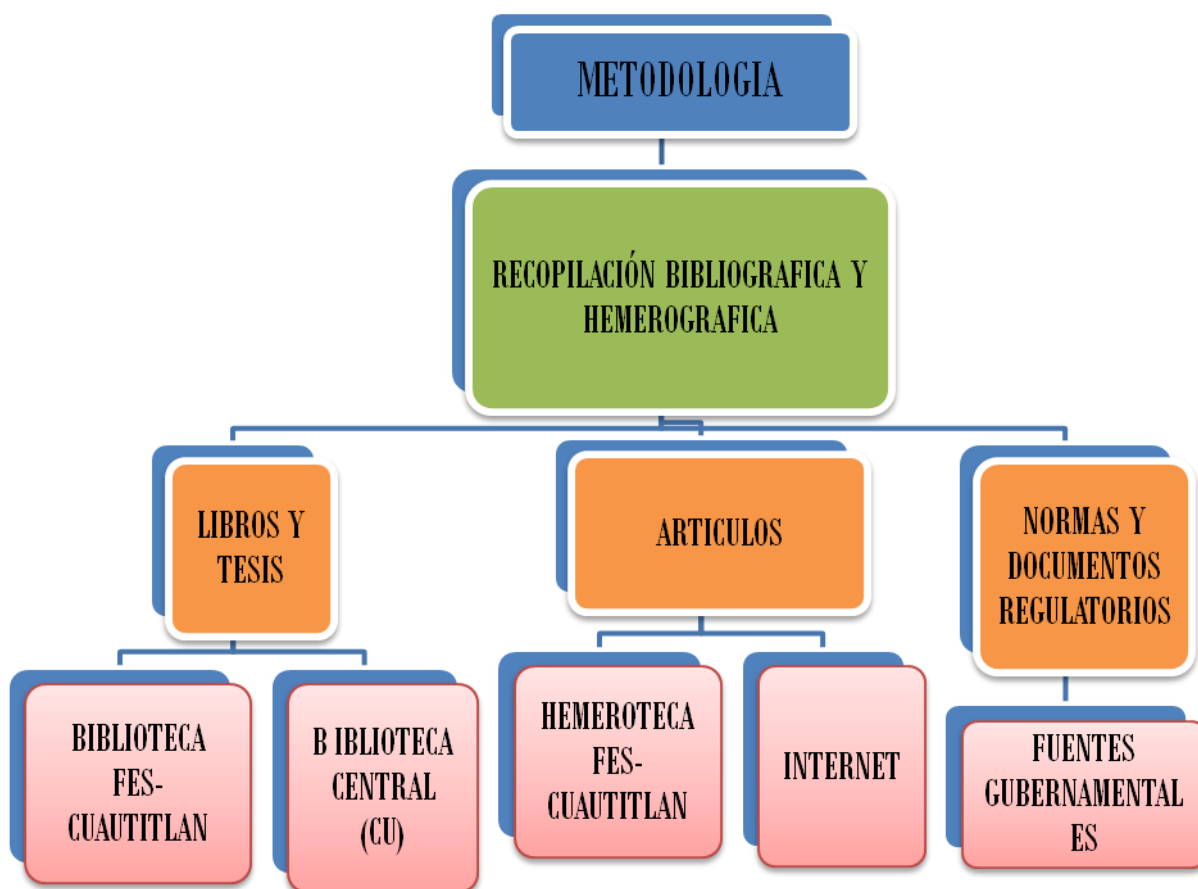 METODOLOGIA
RECOPILACIÓN BIBLIOGRAFICA Y
HEMEROGRAFICA
LIBROS Y
TESIS
ARTICULOS
NORMAS Y
DOCUMENTOS
REGULATORIOS
BIBLIOTECA
FES-
CUAUTITLAN
B IBLIOTECA
CENTRAL
(CU)
HEMEROTECA
FES-
CUAUTITLAN
INTERNET
FUENTES
GUBERNAMENTAL
ES